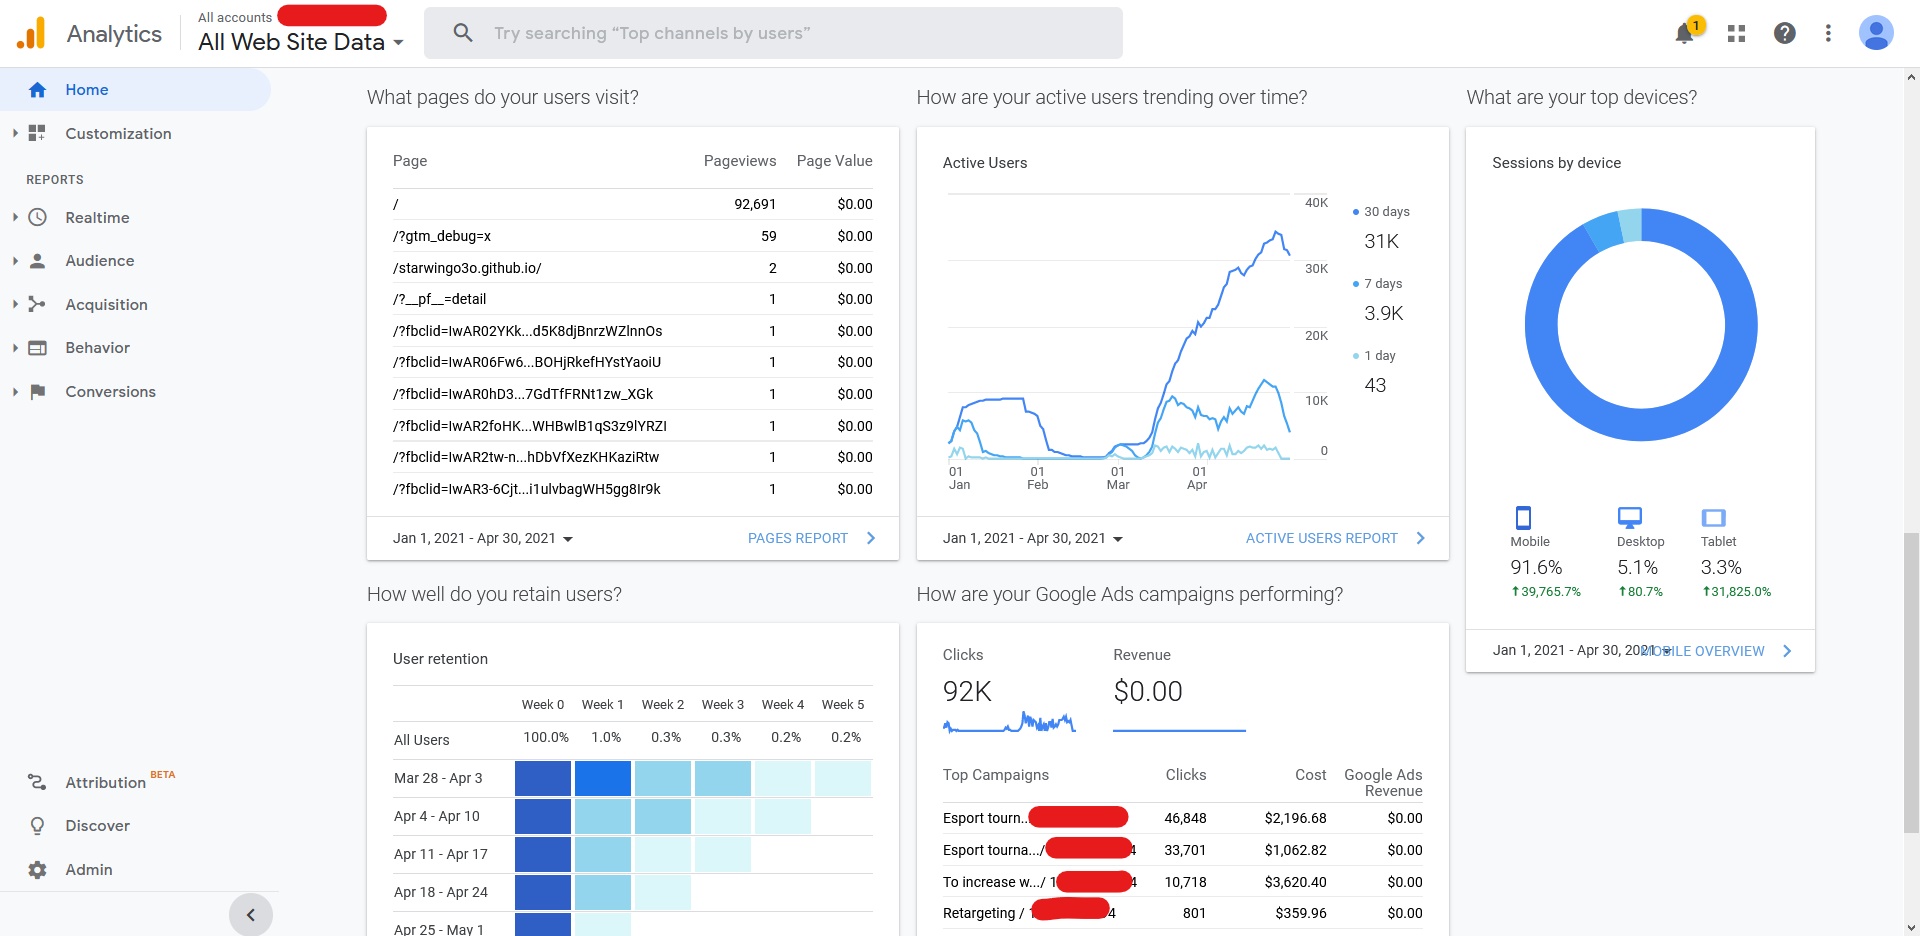 Analytics
All accounts
All Web Site Data
Try searching “Top channels by users”
1
Home
Customization
REPORTS
Realtime
Audience
Acquisition
Behavior
Conversions
Attribution BETA
Discover
Admin
What pages do your users visit?
Page Pageviews Page Value
/ 92,691 $0.00
/?gtm_debug=x 59 $0.00
/starwingo3o.github.io/ 2 $0.00
/?__pf__=detail 1 $0.00
/?fbclid=IwAR02YKk...d5K8djBnrzWZlnnOs 1 $0.00
/?fbclid=IwAR06Fw6...BOHjRkefHYstYaoiU 1 $0.00
/?fbclid=IwAR0hD3...7GdTfFRNt1zw_XGk 1 $0.00
/?fbclid=IwAR2foHK...WHBwlB1qS3z9lYRZI 1 $0.00
/?fbclid=IwAR2tw-n...hDbVfXezKHKaziRtw 1 $0.00
/?fbclid=IwAR3-6Cjt...i1ulvbagWH5gg8Ir9k 1 $0.00
Jan 1, 2021 - Apr 30, 2021 PAGES REPORT
How are your active users trending over time?
Active Users
40K
30K
20K
10K
0
01 Jan
01 Feb
01 Mar
01 Apr
30 days
31K
7 days
3.9K
1 day
43
Jan 1, 2021 - Apr 30, 2021 ACTIVE USERS REPORT
What are your top devices?
Sessions by device
Mobile Desktop Tablet
91.6% 5.1% 3.3%
39,765.7% 80.7% 31,825.0%
Jan 1, 2021 - Apr 30, 2021 MOBILE OVERVIEW
How well do you retain users?
User retention
Week 0 Week 1 Week 2 Week 3 Week 4 Week 5
All Users 100.0% 1.0% 0.3% 0.3% 0.2% 0.2%
Mar 28 - Apr 3
Apr 4 - Apr 10
Apr 11 - Apr 17
Apr 18 - Apr 24
Apr 25 - May 1
How are your Google Ads campaigns performing?
Clicks Revenue
92K $0.00
Top Campaigns Clicks Cost Google Ads Revenue
Esport tourn... 46,848 $2,196.68 $0.00
Esport tourna.../ 4 33,701 $1,062.82 $0.00
To increase w.../ 1 4 10,718 $3,620.40 $0.00
Retargeting / 1 4 801 $359.96 $0.00